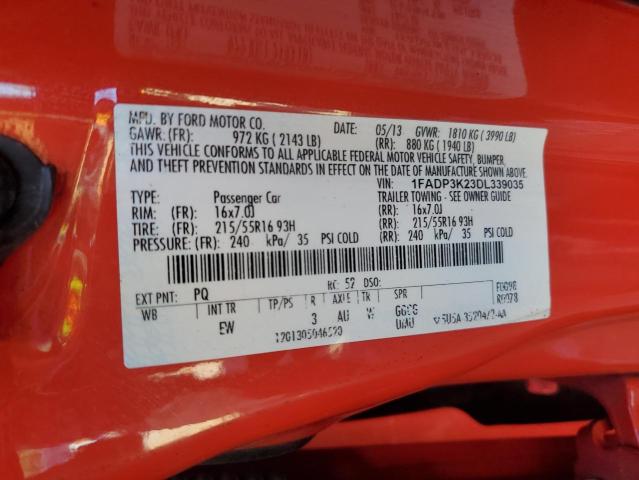 MFD. BY FORD MOTOR CO.
DATE: 05/13 GVWR: 1810 KG ( 3990 LB)
GAWR: (FR): 972 KG ( 2143 LB) (RR): 880 KG ( 1940 LB)
THIS VEHICLE CONFORMS TO ALL APPLICABLE FEDERAL MOTOR VEHICLE SAFETY, BUMPER,
AND THEFT PREVENTION STANDARDS IN EFFECT ON THE DATE OF MANUFACTURE SHOWN ABOVE.
VIN: 1FADP3K23DL339035
TYPE: Passenger Car TRAILER TOWING - SEE OWNER GUIDE
RIM: (FR): 16x7.0J (RR): 16x7.0J
TIRE: (FR): 215/55R16 93H (RR): 215/55R16 93H
PRESSURE: (FR): 240 kPa/ 35 PSI COLD (RR): 240 kPa/ 35 PSI COLD
EXT PNT: PQ RC: 52 DSO:
WB INT TR TP/PS R AXLE TR SPR
EW 3